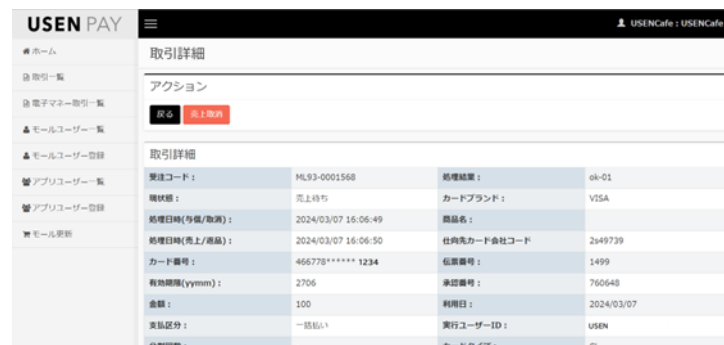 USEN PAY
USENCafe : USENCafe
ホーム
取引一覧
電子マネー取引一覧
モールユーザー一覧
モールユーザー登録
アプリユーザー一覧
アプリユーザー登録
モール更新
取引詳細
アクション
戻る 売上取消
取引詳細
受注コード： ML93-0001568 処理結果： ok-01
現状態： 売上待ち カードブランド： VISA
処理日時(与信/取消)： 2024/03/07 16:06:49 商品名：
処理日時(売上/返品)： 2024/03/07 16:06:50 仕向先カード会社コード 2s49739
カード番号： 466778****** 1234 伝票番号： 1499
有効期限(yymm)： 2706 承認番号： 760648
金額： 100 利用日： 2024/03/07
支払区分： 一括払い 実行ユーザーID： USEN